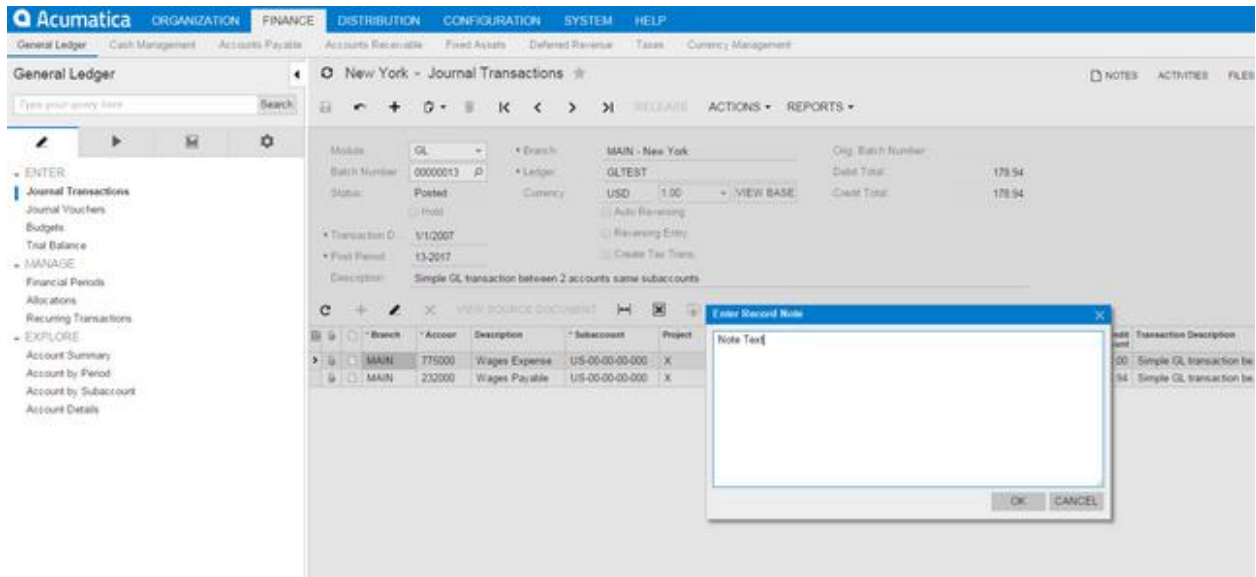 Acumatica ORGANIZATION FINANCE DISTRIBUTION CONFIGURATION SYSTEM HELP
General Ledger Cash Management Accounts Payable Accounts Receivable Fixed Assets Deferred Revenue Taxes Currency Management
General Ledger
New York - Journal Transactions
NOTES ACTIVITIES FILES
Type your query here Search
RELEASE ACTIONS REPORTS
Module: GL * Branch: MAIN - New York Orig. Batch Number:
Batch Number: 00000013 * Ledger: GLTEST Debit Total: 178.94
Status: Posted Currency: USD 1.00 VIEW BASE Credit Total: 178.94
Hold Auto Reversing
* Transaction D... 1/1/2007 Reversing Entry
* Post Period: 13-2017 Create Tax Trans.
Description: Simple GL transaction between 2 accounts same subaccounts
ENTER
Journal Transactions
Journal Vouchers
Budgets
Trial Balance
MANAGE
Financial Periods
Allocations
Recurring Transactions
EXPLORE
Account Summary
Account by Period
Account by Subaccount
Account Details
VIEW SOURCE DOCUMENT
* Branch * Accour Description * Subaccount Project Transaction Description
MAIN 775000 Wages Expense US-00-00-00-000 X 00 Simple GL transaction be
MAIN 232000 Wages Payable US-00-00-00-000 X 94 Simple GL transaction be
Enter Record Note
Note Text
OK CANCEL